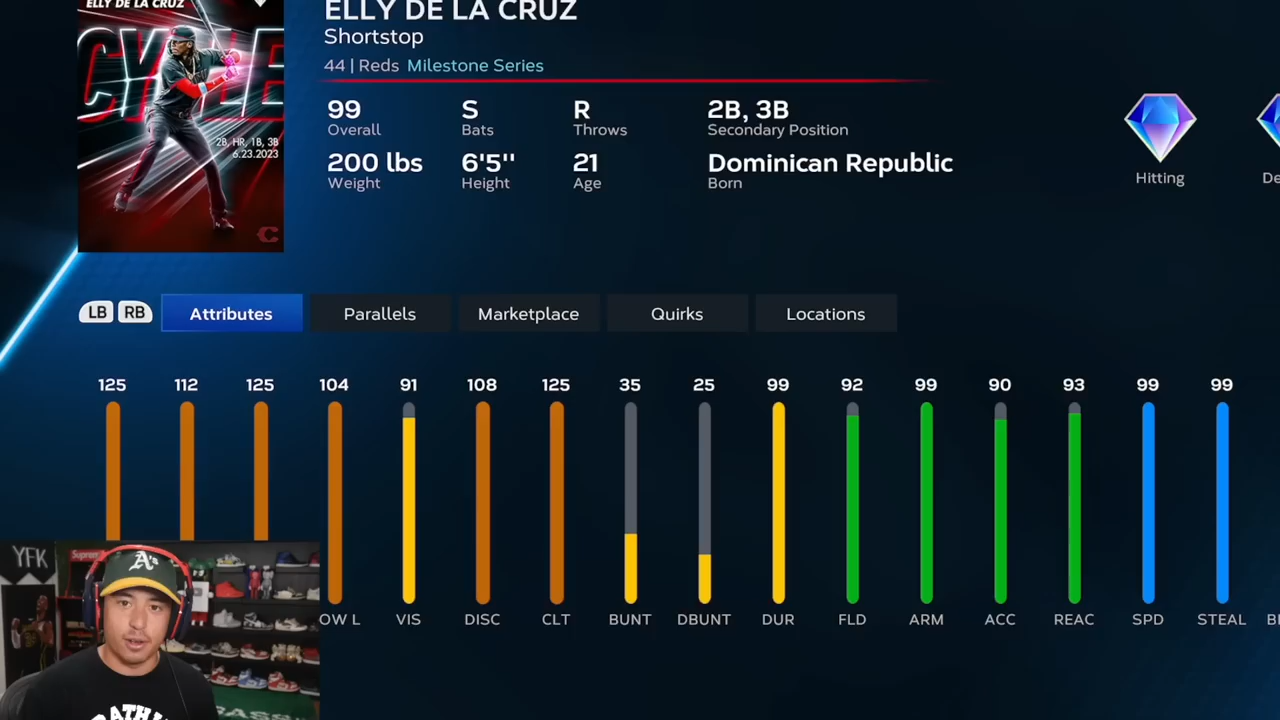 ELLY DE LA CRUZ
CYCLE
2B, HR, 1B, 3B
6.23.2023
ELLY DE LA CRUZ
Shortstop
44 | Reds Milestone Series
99 S R 2B, 3B
Overall Bats Throws Secondary Position
200 lbs 6'5'' 21 Dominican Republic
Weight Height Age Born
Hitting
LB RB Attributes Parallels Marketplace Quirks Locations
125 112 125 104 91 108 125 35 25 99 92 99 90 93 99 99
OW L VIS DISC CLT BUNT DBUNT DUR FLD ARM ACC REAC SPD STEAL
YFK
A's